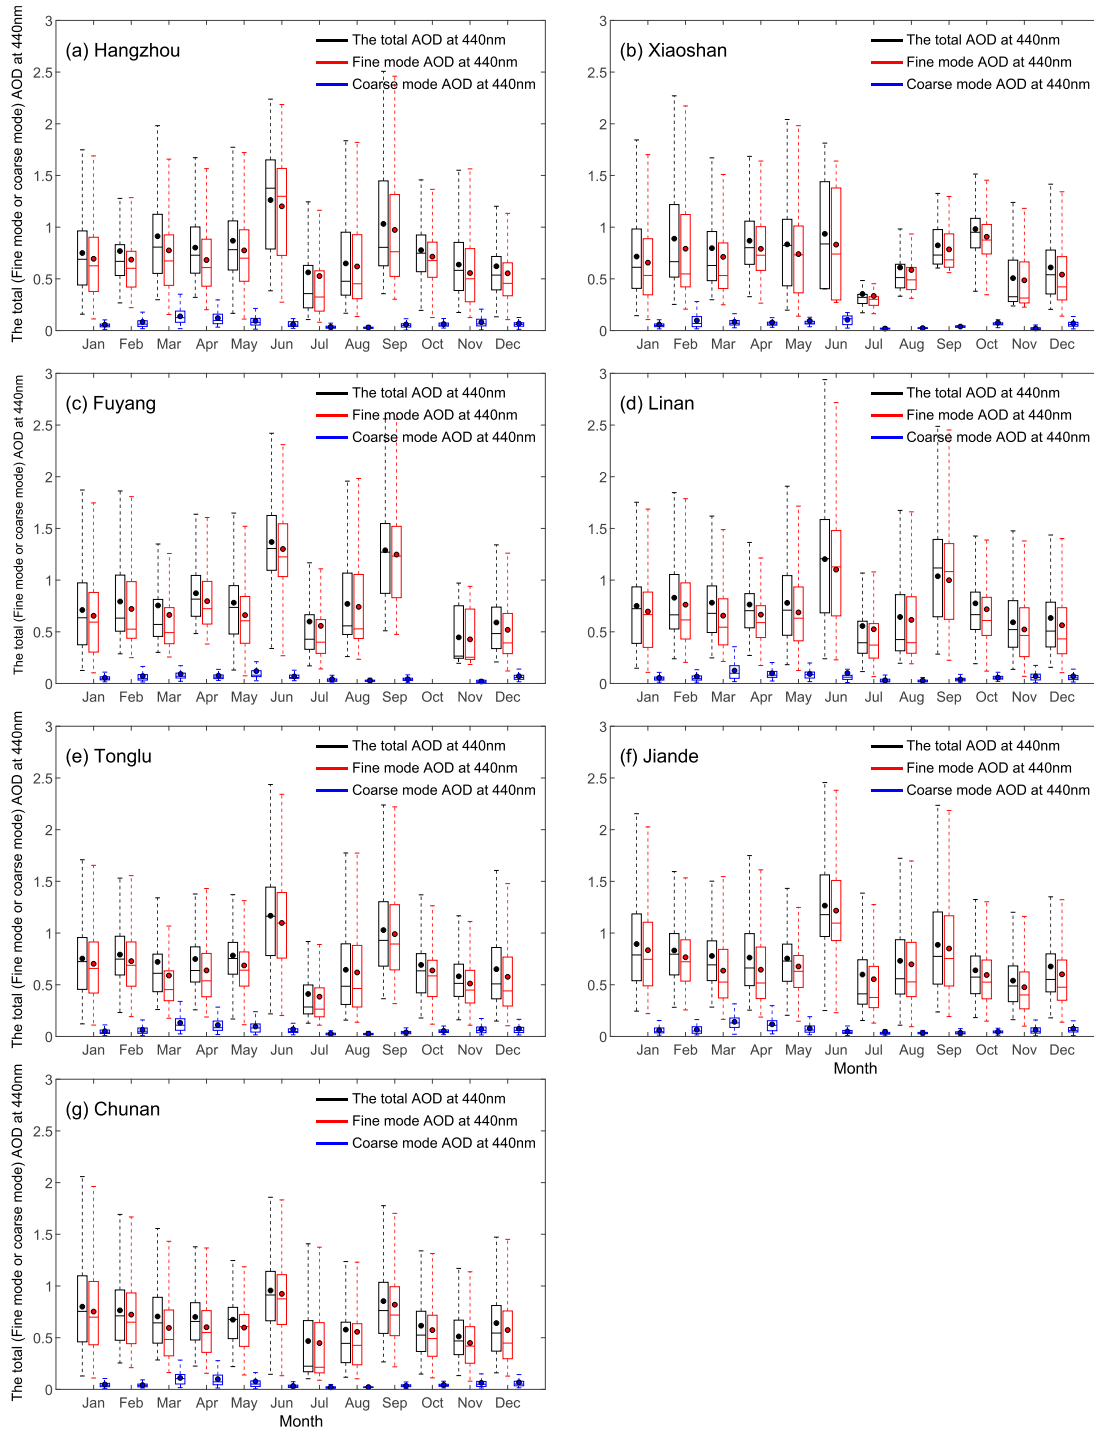 The total (Fine mode or coarse mode) AOD at 440nm
3
2.5
2
1.5
1
0.5
0
(a) Hangzhou
The total AOD at 440nm
Fine mode AOD at 440nm
Coarse mode AOD at 440nm
Jan Feb Mar Apr May Jun Jul Aug Sep Oct Nov Dec
3
2.5
2
1.5
1
0.5
0
(b) Xiaoshan
The total AOD at 440nm
Fine mode AOD at 440nm
Coarse mode AOD at 440nm
Jan Feb Mar Apr May Jun Jul Aug Sep Oct Nov Dec
The total (Fine mode or coarse mode) AOD at 440nm
3
2.5
2
1.5
1
0.5
0
(c) Fuyang
The total AOD at 440nm
Fine mode AOD at 440nm
Coarse mode AOD at 440nm
Jan Feb Mar Apr May Jun Jul Aug Sep Oct Nov Dec
3
2.5
2
1.5
1
0.5
0
(d) Linan
The total AOD at 440nm
Fine mode AOD at 440nm
Coarse mode AOD at 440nm
Jan Feb Mar Apr May Jun Jul Aug Sep Oct Nov Dec
The total (Fine mode or coarse mode) AOD at 440nm
3
2.5
2
1.5
1
0.5
0
(e) Tonglu
The total AOD at 440nm
Fine mode AOD at 440nm
Coarse mode AOD at 440nm
Jan Feb Mar Apr May Jun Jul Aug Sep Oct Nov Dec
3
2.5
2
1.5
1
0.5
0
(f) Jiande
The total AOD at 440nm
Fine mode AOD at 440nm
Coarse mode AOD at 440nm
Jan Feb Mar Apr May Jun Jul Aug Sep Oct Nov Dec
Month
The total (Fine mode or coarse mode) AOD at 440nm
3
2.5
2
1.5
1
0.5
0
(g) Chunan
The total AOD at 440nm
Fine mode AOD at 440nm
Coarse mode AOD at 440nm
Jan Feb Mar Apr May Jun Jul Aug Sep Oct Nov Dec
Month